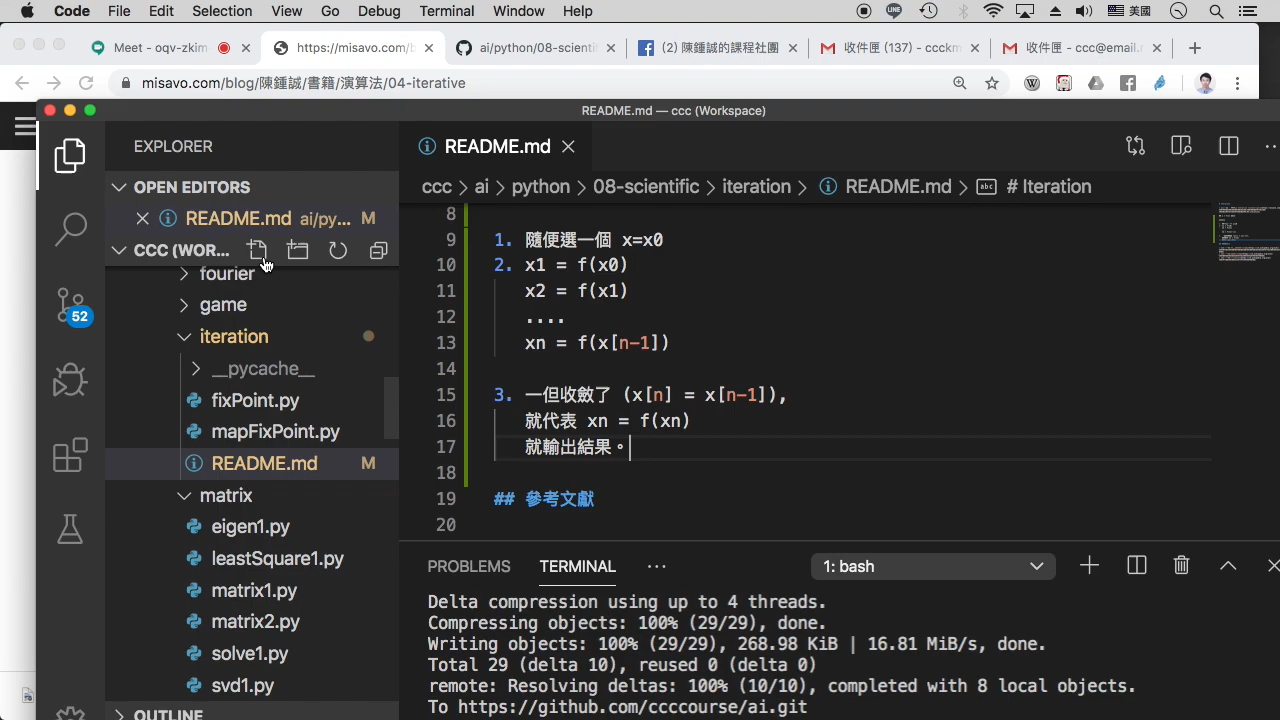 Code File Edit Selection View Go Debug Terminal Window Help 美國
Meet - oqv-zkim
https://misavo.com/b
ai/python/08-scientif
(2) 陳鍾誠的課程社團
收件匣 (137) - ccckm
收件匣 - ccc@email.
misavo.com/blog/陳鍾誠/書籍/演算法/04-iterative
README.md — ccc (Workspace)
EXPLORER
OPEN EDITORS
README.md ai/py... M
CCC (WOR...
fourier
game
iteration
__pycache__
fixPoint.py
mapFixPoint.py
README.md M
matrix
eigen1.py
leastSquare1.py
matrix1.py
matrix2.py
solve1.py
svd1.py
OUTLINE
52
README.md
ccc > ai > python > 08-scientific > iteration > README.md > # Iteration
8
9 1. 隨便選一個 x=x0
10 2. x1 = f(x0)
11 x2 = f(x1)
12 ....
13 xn = f(x[n-1])
14
15 3. 一但收斂了 (x[n] = x[n-1]),
16 就代表 xn = f(xn)
17 就輸出結果。
18
19 ## 參考文獻
20
PROBLEMS TERMINAL ... 1: bash
Delta compression using up to 4 threads.
Compressing objects: 100% (29/29), done.
Writing objects: 100% (29/29), 268.98 KiB | 16.81 MiB/s, done.
Total 29 (delta 10), reused 0 (delta 0)
remote: Resolving deltas: 100% (10/10), completed with 8 local objects.
To https://github.com/ccccourse/ai.git